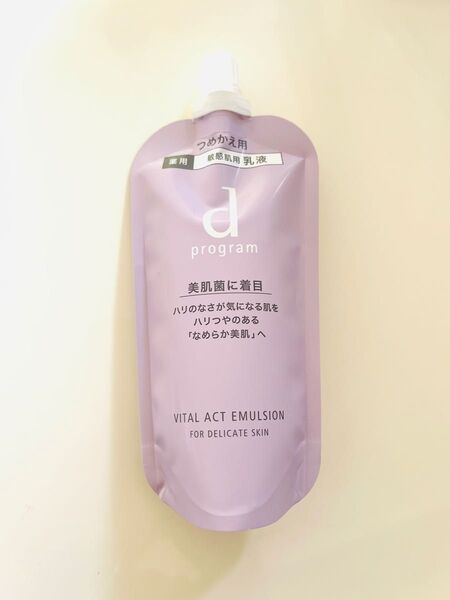 つめかえ用
薬用 敏感肌用 乳液
d
program
美肌菌に着目
ハリのなさが気になる肌を
ハリつやのある
「なめらか美肌」へ
VITAL ACT EMULSION
FOR DELICATE SKIN